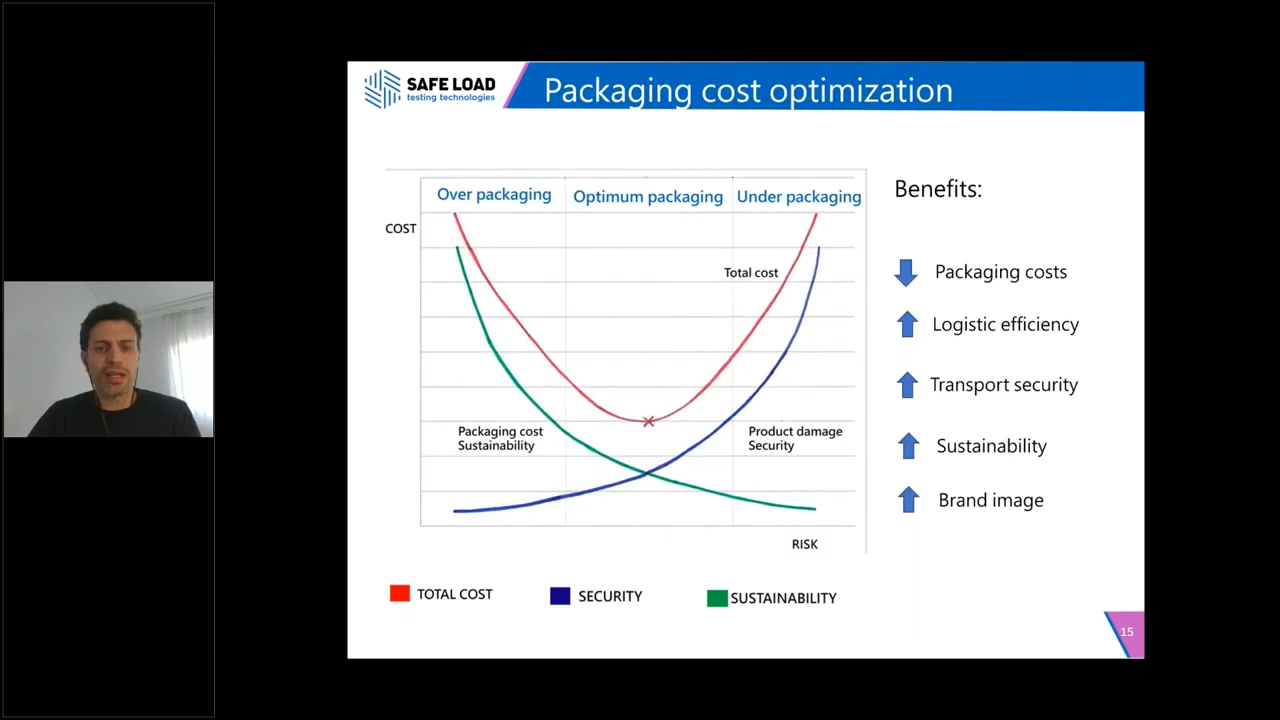 SAFE LOAD
testing technologies
Packaging cost optimization
Over packaging
Optimum packaging
Under packaging
COST
Total cost
Packaging cost
Sustainability
Product damage
Security
RISK
TOTAL COST
SECURITY
SUSTAINABILITY
Benefits:
Packaging costs
Logistic efficiency
Transport security
Sustainability
Brand image
15